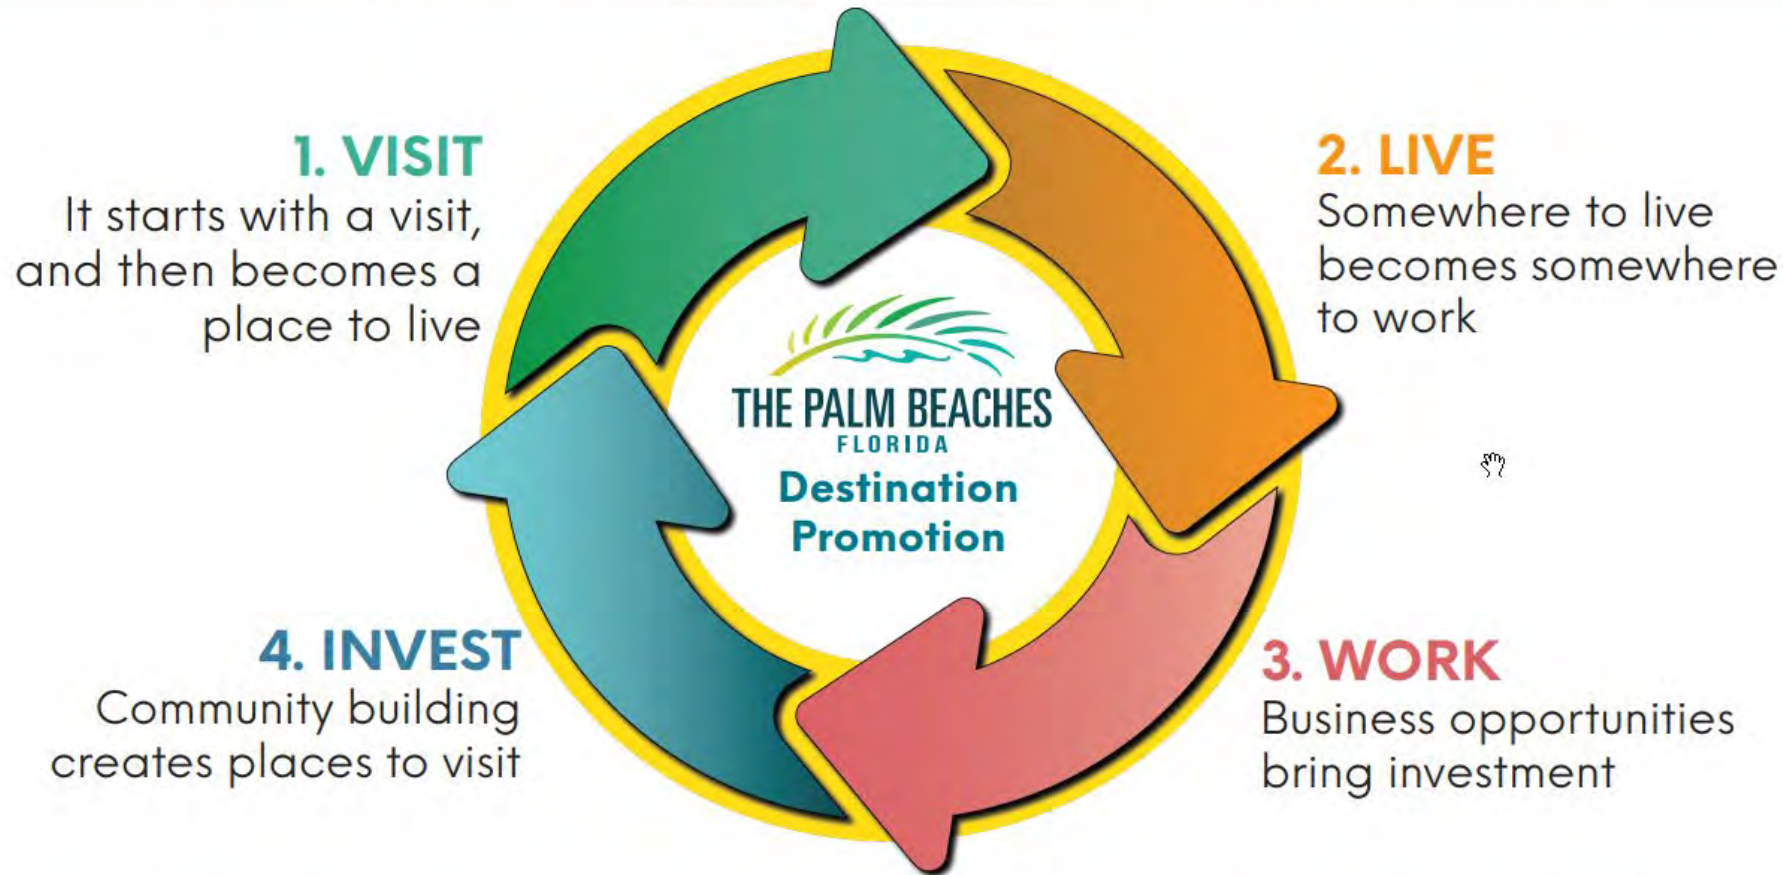 1. VISIT
It starts with a visit,
and then becomes a
place to live
2. LIVE
Somewhere to live
becomes somewhere
to work
THE PALM BEACHES
FLORIDA
Destination
Promotion
3. WORK
Business opportunities
bring investment
4. INVEST
Community building
creates places to visit